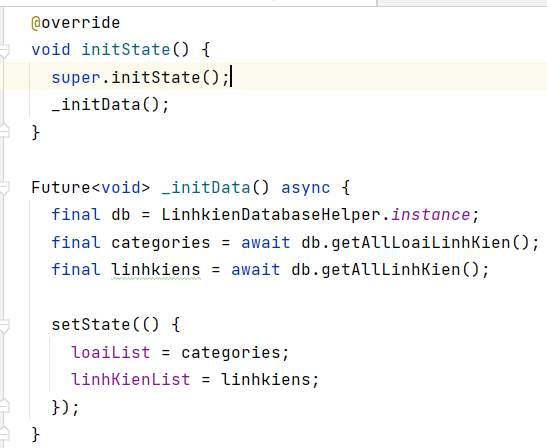 @override
void initState() {
super.initState();
_initData();
}
Future<void> _initData() async {
final db = LinhkienDatabaseHelper.instance;
final categories = await db.getAllLoaiLinhKien();
final linhkiens = await db.getAllLinhKien();
setState(() {
loaiList = categories;
linhKienList = linhkiens;
});
}